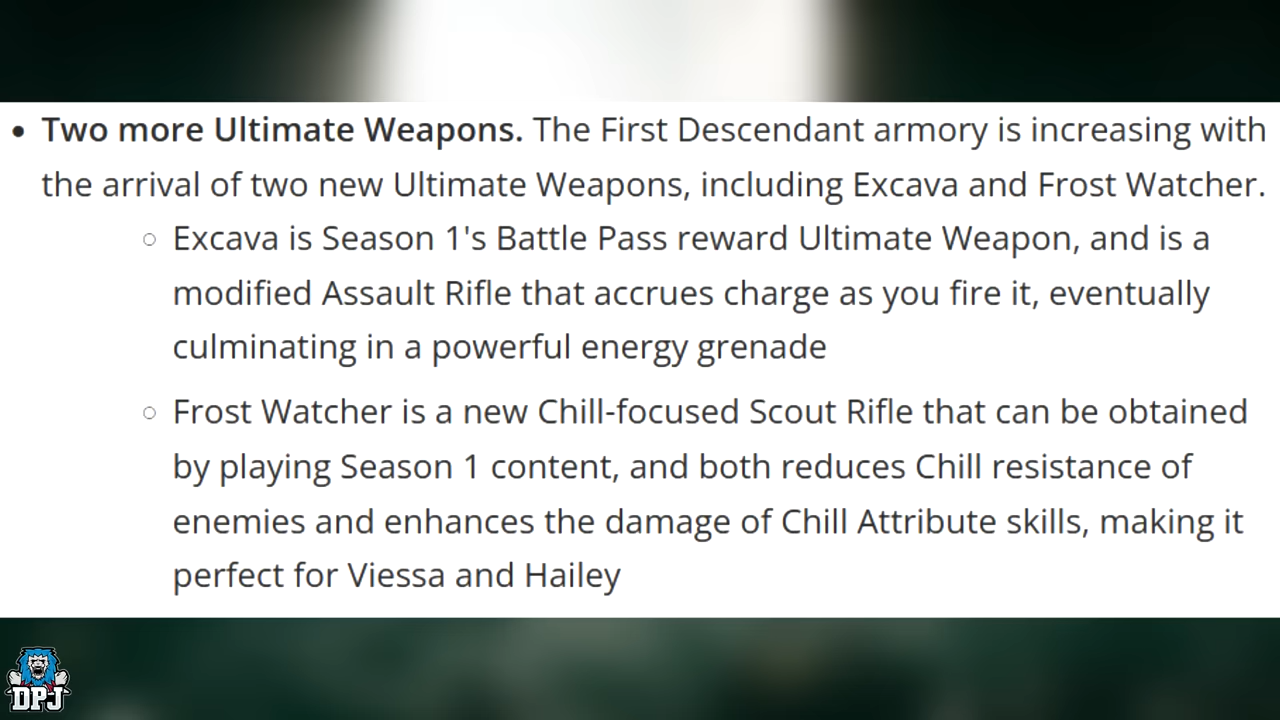 • Two more Ultimate Weapons. The First Descendant armory is increasing with
the arrival of two new Ultimate Weapons, including Excava and Frost Watcher.
○ Excava is Season 1's Battle Pass reward Ultimate Weapon, and is a
modified Assault Rifle that accrues charge as you fire it, eventually
culminating in a powerful energy grenade
○ Frost Watcher is a new Chill-focused Scout Rifle that can be obtained
by playing Season 1 content, and both reduces Chill resistance of
enemies and enhances the damage of Chill Attribute skills, making it
perfect for Viessa and Hailey
DPJ